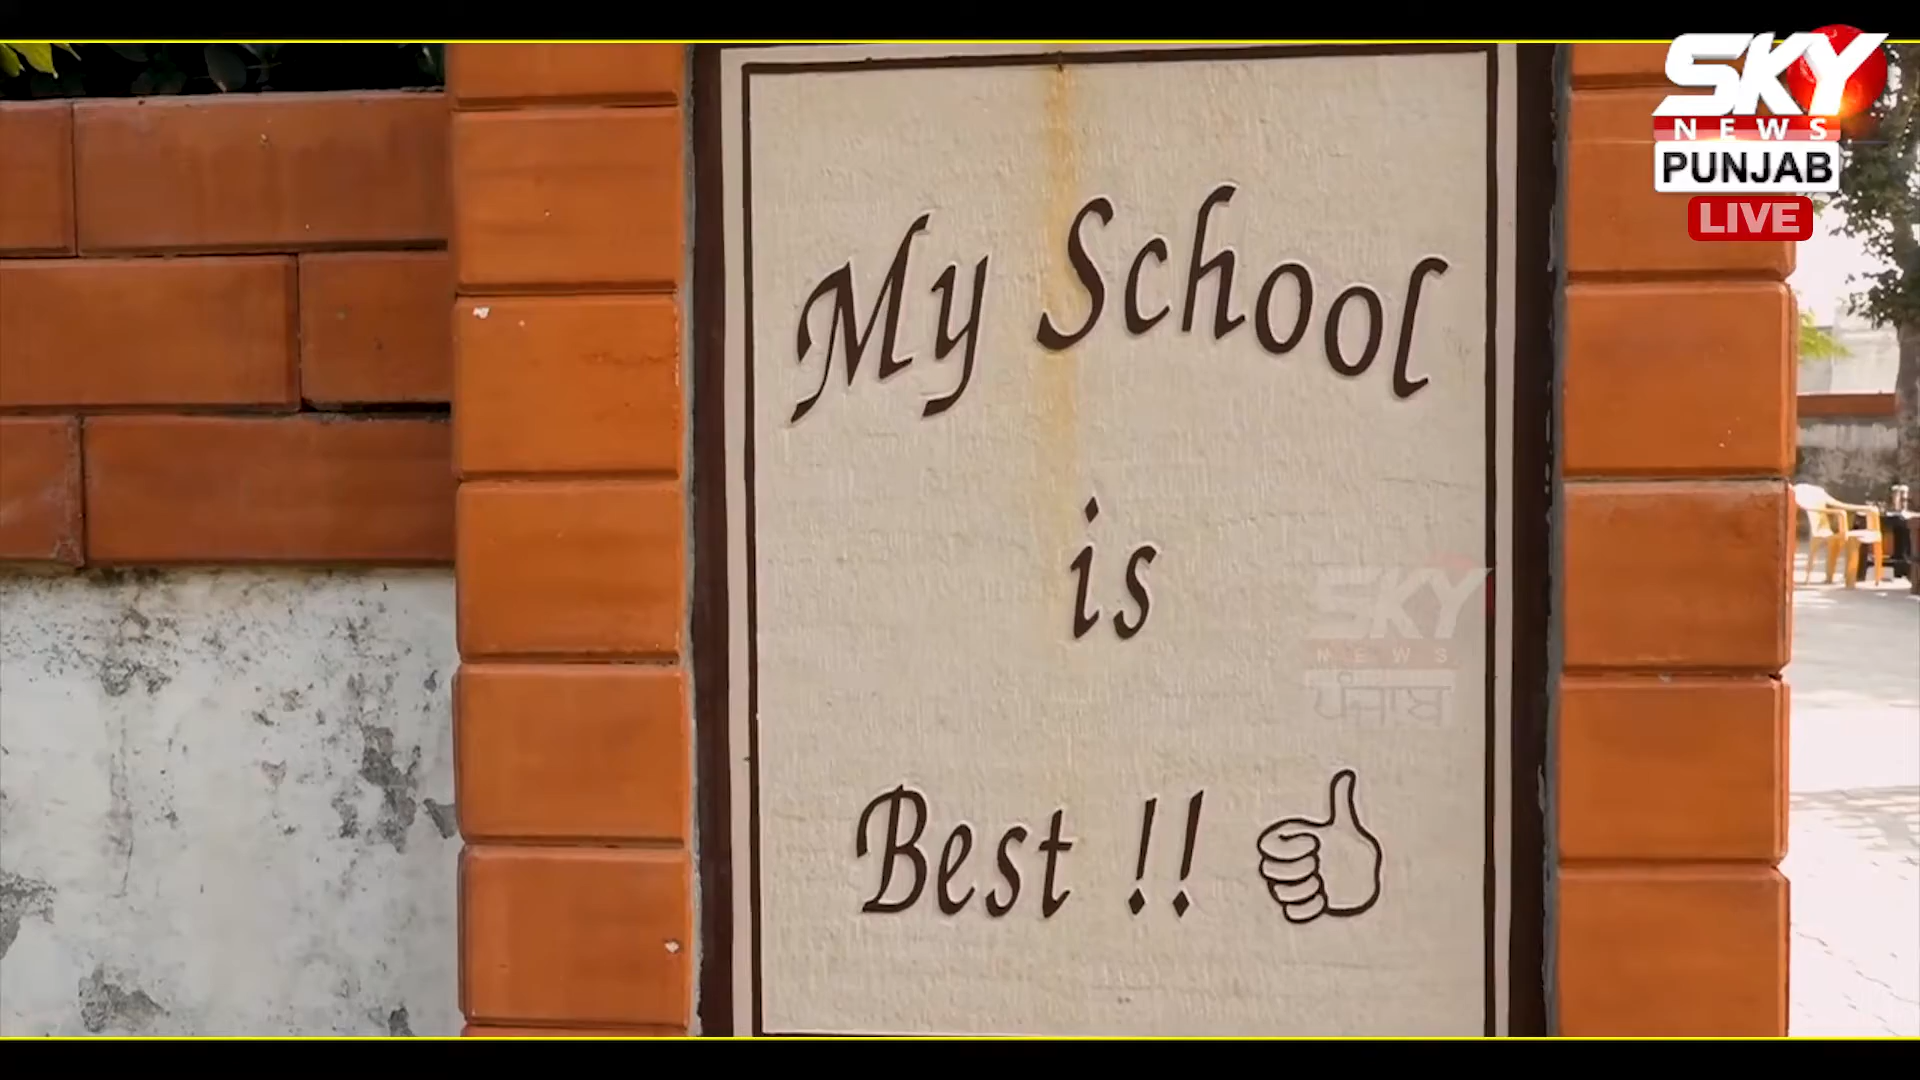 SKY
NEWS
PUNJAB
LIVE
My School
is
Best !!
SKY
NEWS
ਪੰਜਾਬ